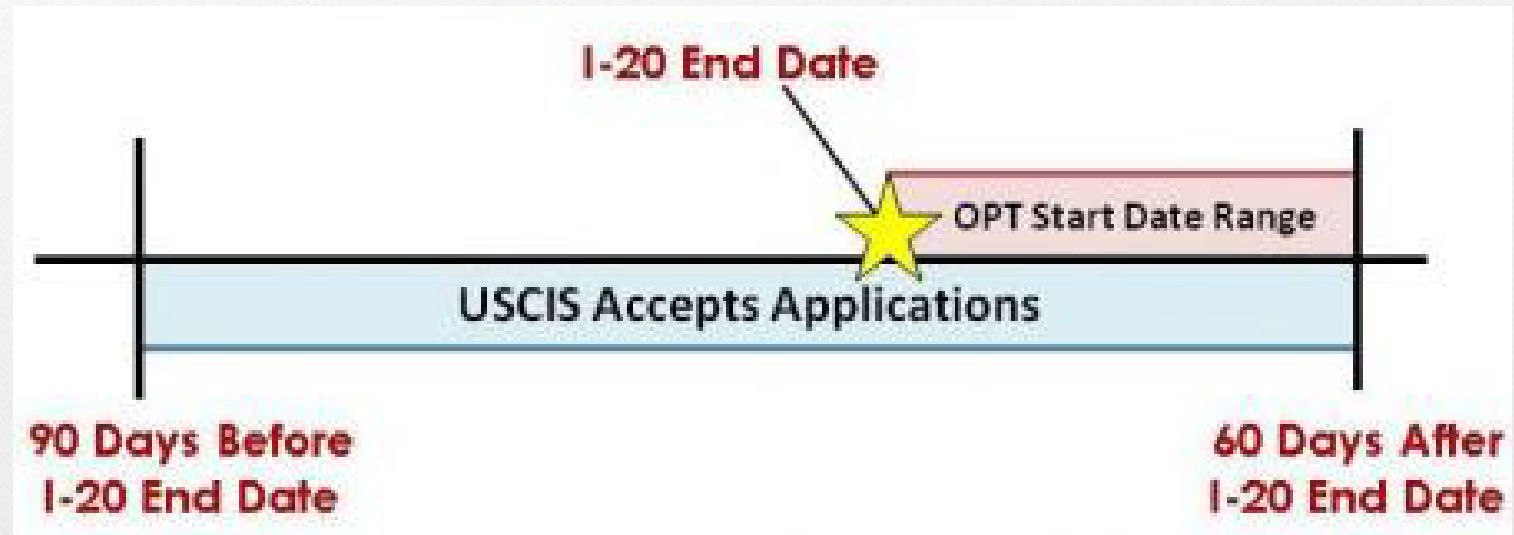 I-20 End Date
OPT Start Date Range
USCIS Accepts Applications
90 Days Before
I-20 End Date
60 Days After
I-20 End Date